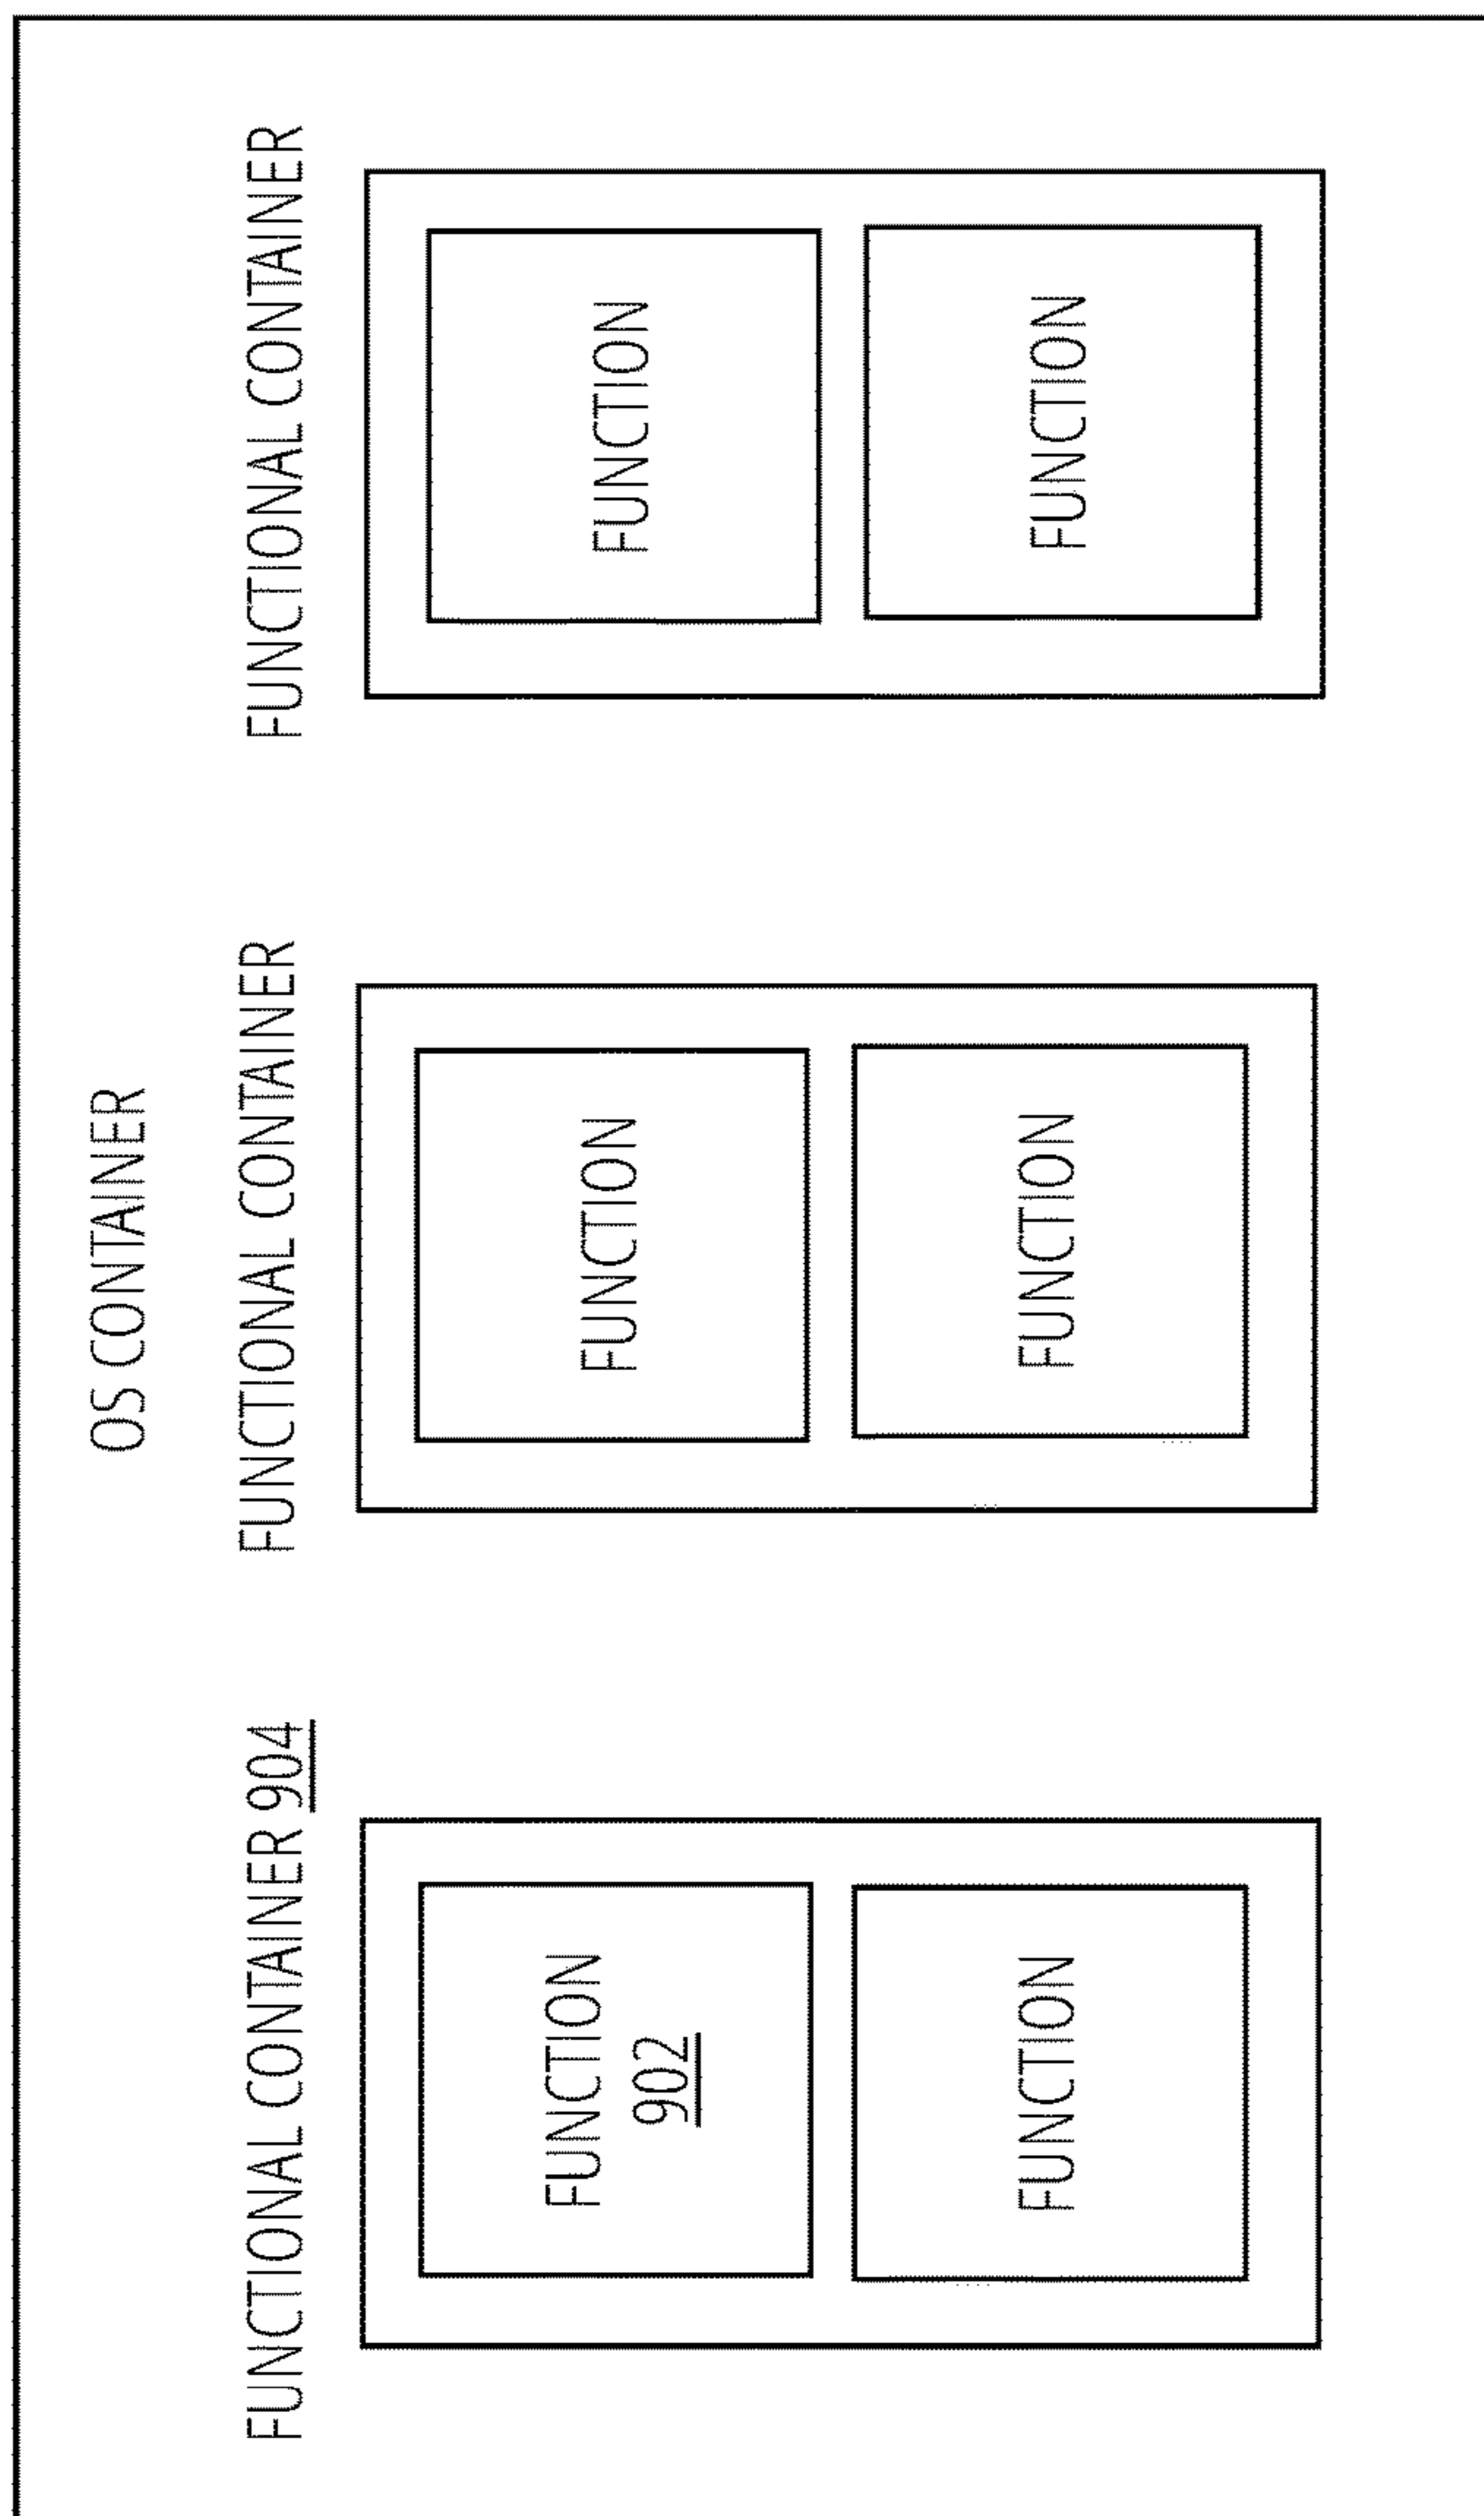 OS CONTAINER
FUNCTIONAL CONTAINER 904
FUNCTION
902
FUNCTION
FUNCTIONAL CONTAINER
FUNCTION
FUNCTION
FUNCTIONAL CONTAINER
FUNCTION
FUNCTION